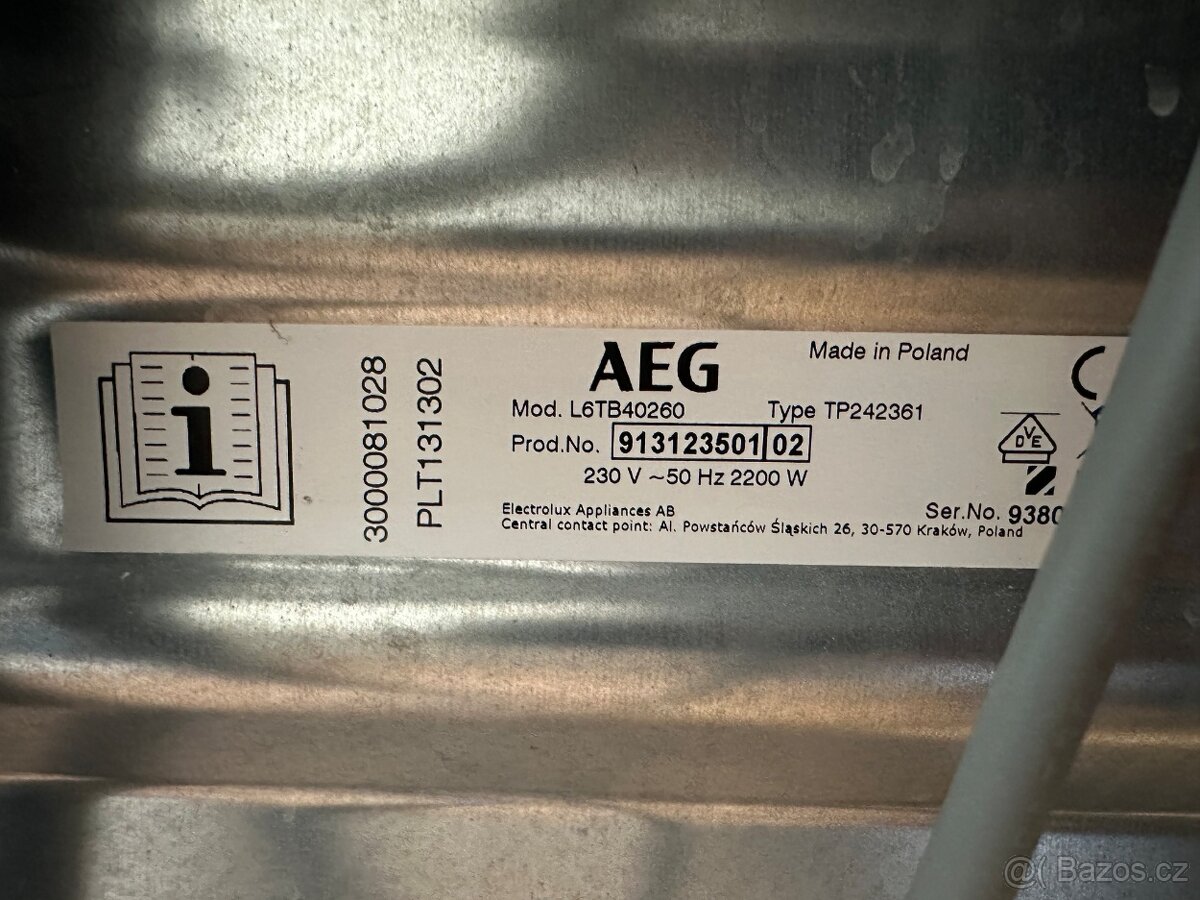 3000081028
PLT131302
AEG
Made in Poland
Mod. L6TB40260 Type TP242361
Prod.No. 913123501 02
230 V ~50 Hz 2200 W
DVE
Electrolux Appliances AB
Ser.No. 9380
Central contact point: Al. Powstańców Śląskich 26, 30-570 Kraków, Poland
@( Bazos.cz